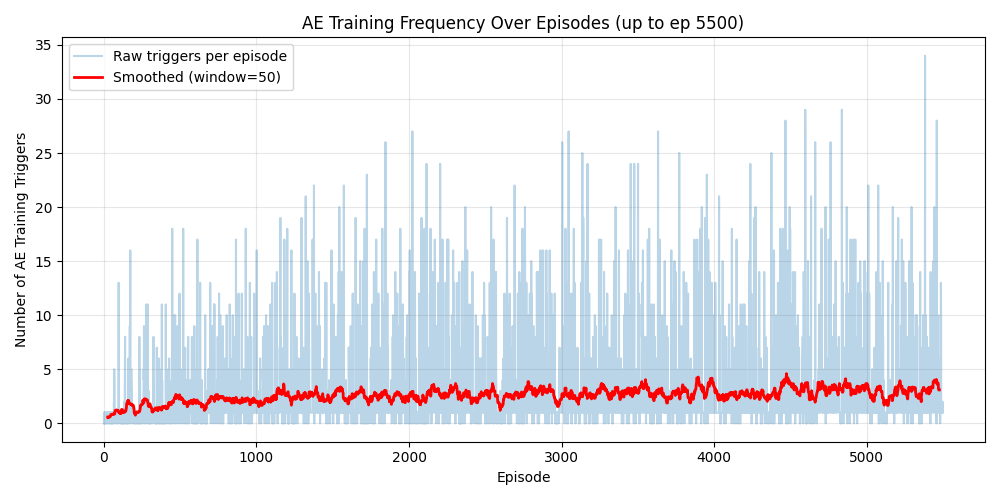 AE Training Frequency Over Episodes (up to ep 5500)
Raw triggers per episode
Smoothed (window=50)
Number of AE Training Triggers
35
30
25
20
15
10
5
0
0 1000 2000 3000 4000 5000
Episode